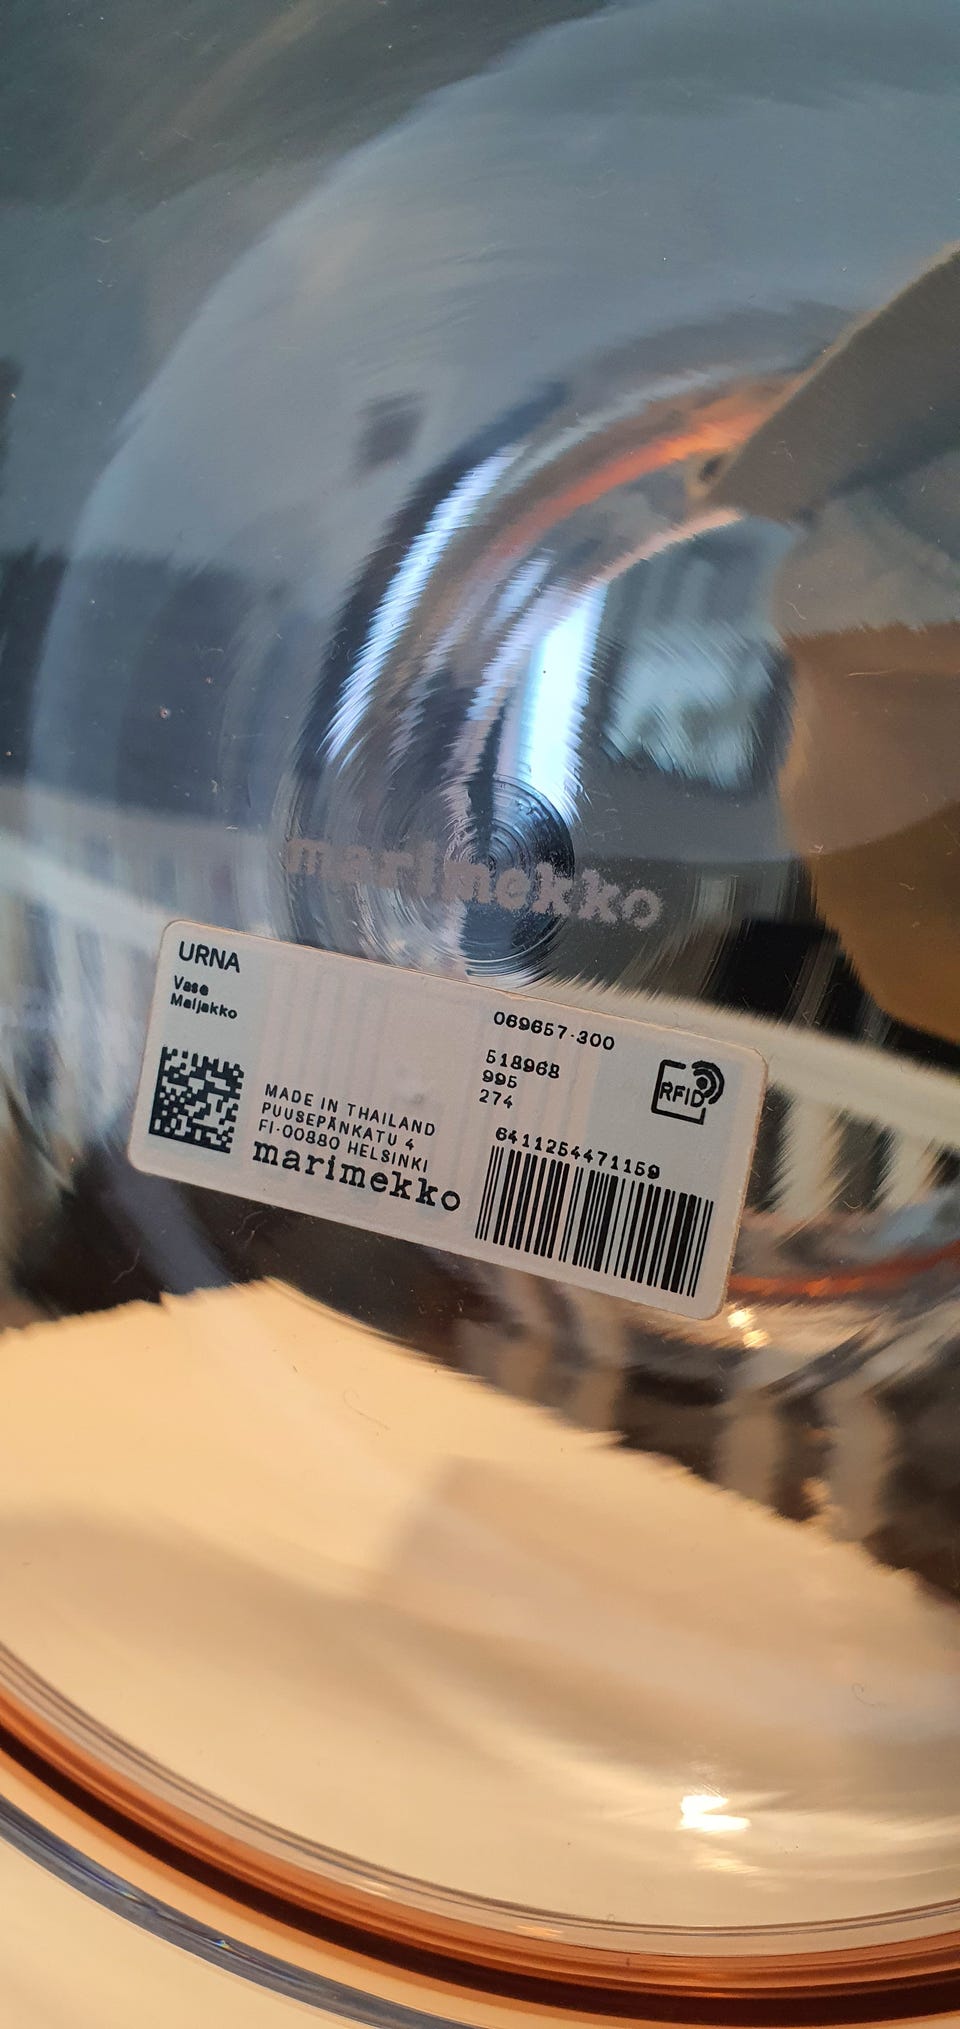 marimekko
URNA
Vase
Maljakko
MADE IN THAILAND
PUUSEPÄNKATU 4
FI-00880 HELSINKI
marimekko
069657-300
518968
995
274
RFID
6411254471159